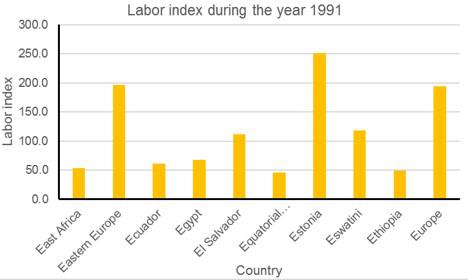 Labor index during the year 1991
Labor index
300.0
250.0
200.0
150.0
100.0
50.0
0.0
East Africa
Eastern Europe
Ecuador
Egypt
El Salvador
Equatorial...
Estonia
Eswatini
Ethiopia
Europe
Country